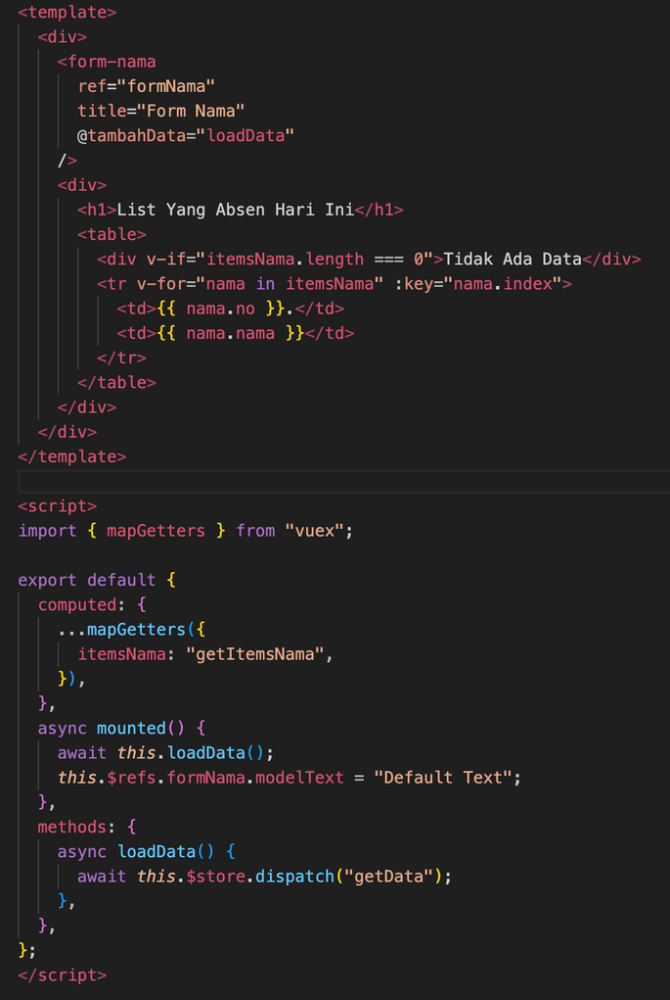 <template>
  <div>
    <form-nama
      ref="formNama"
      title="Form Nama"
      @tambahData="loadData"
    />
    <div>
      <h1>List Yang Absen Hari Ini</h1>
      <table>
        <div v-if="itemsNama.length === 0">Tidak Ada Data</div>
        <tr v-for="nama in itemsNama" :key="nama.index">
          <td>{{ nama.no }}.</td>
          <td>{{ nama.nama }}</td>
        </tr>
      </table>
    </div>
  </div>
</template>

<script>
import { mapGetters } from "vuex";

export default {
  computed: {
    ...mapGetters({
      itemsNama: "getItemsNama",
    }),
  },
  async mounted() {
    await this.loadData();
    this.$refs.formNama.modelText = "Default Text";
  },
  methods: {
    async loadData() {
      await this.$store.dispatch("getData");
    },
  },
};
</script>